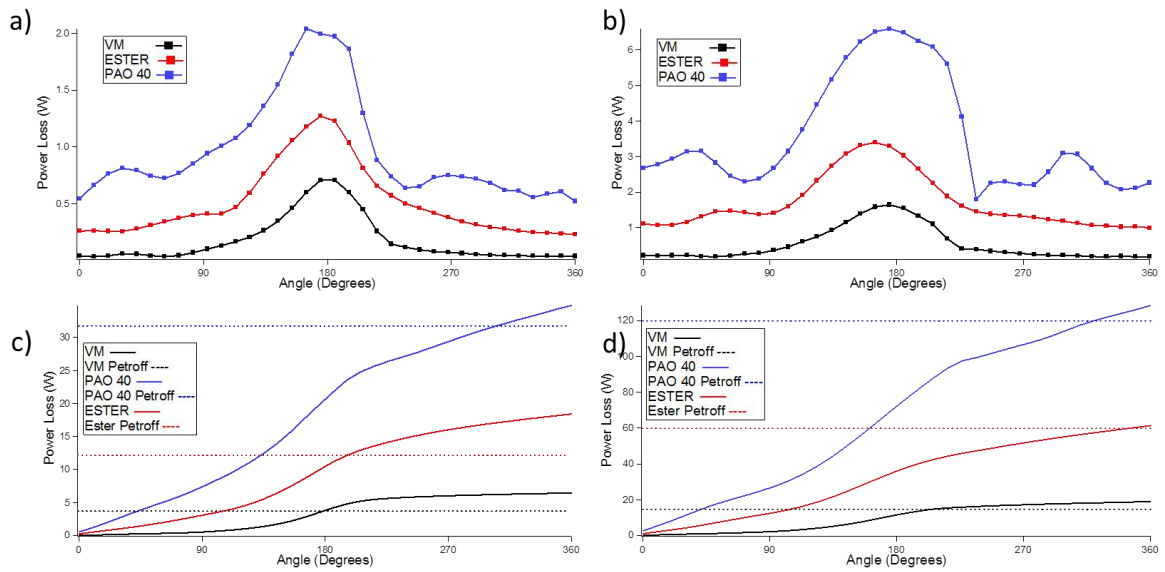 a)
2.0
1.5
1.0
0.5
Power Loss (W)
VM
ESTER
PAO 40
0 90 180 270 360
Angle (Degrees)
b)
6
5
4
3
2
1
Power Loss (W)
VM
ESTER
PAO 40
0 90 180 270 360
Angle (Degrees)
c)
30
25
20
15
10
5
0
Power Loss (W)
VM
VM Petroff
PAO 40
PAO 40 Petroff
ESTER
Ester Petroff
0 90 180 270 360
Angle (Degrees)
d)
120
100
80
60
40
20
0
Power Loss (W)
VM
VM Petroff
PAO 40
PAO 40 Petroff
ESTER
Ester Petroff
0 90 180 270 360
Angle (Degrees)